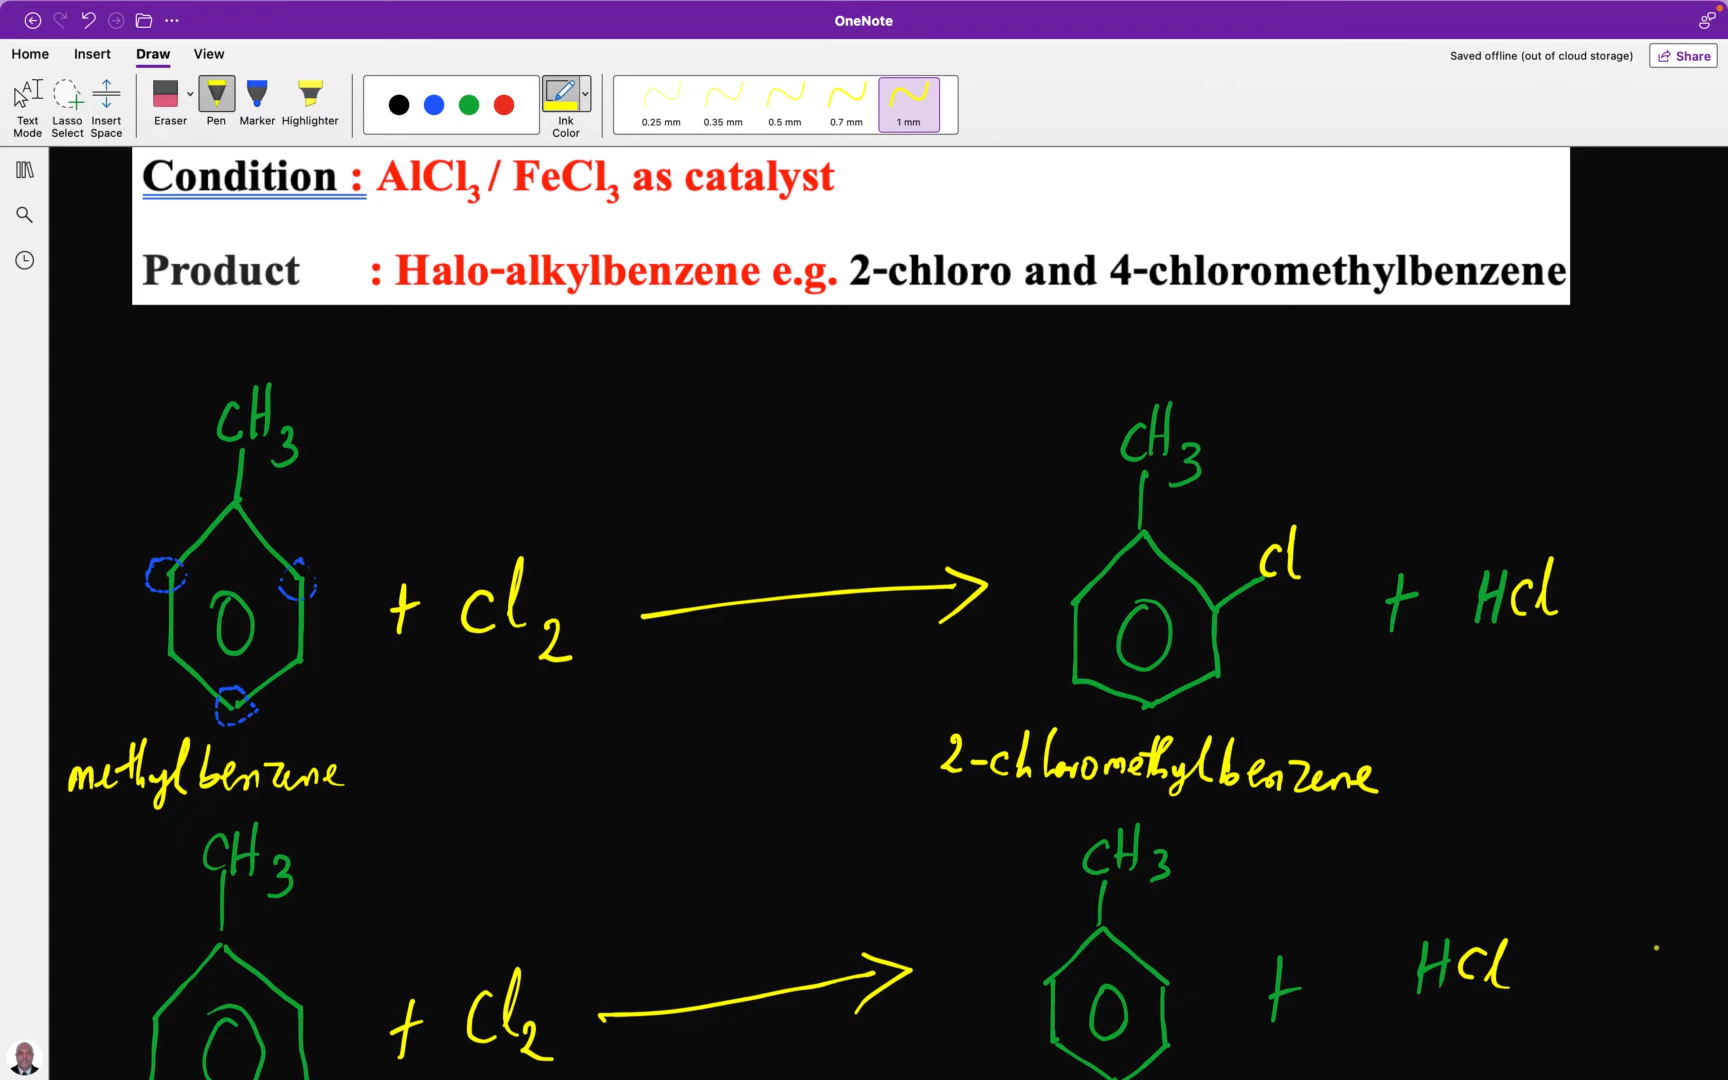 OneNote
Home Insert Draw View
Saved offline (out of cloud storage) Share
Text Mode
Lasso Select
Insert Space
Eraser
Pen
Marker
Highlighter
Ink Color
0.25 mm 0.35 mm 0.5 mm 0.7 mm 1 mm
Condition : AlCl₃ / FeCl₃ as catalyst
Product : Halo-alkylbenzene e.g. 2-chloro and 4-chloromethylbenzene
CH₃
CH₃
Cl
+ Cl₂
+ HCl
methylbenzene
2-chloromethylbenzene
CH₃
CH₃
+ Cl₂
+ HCl